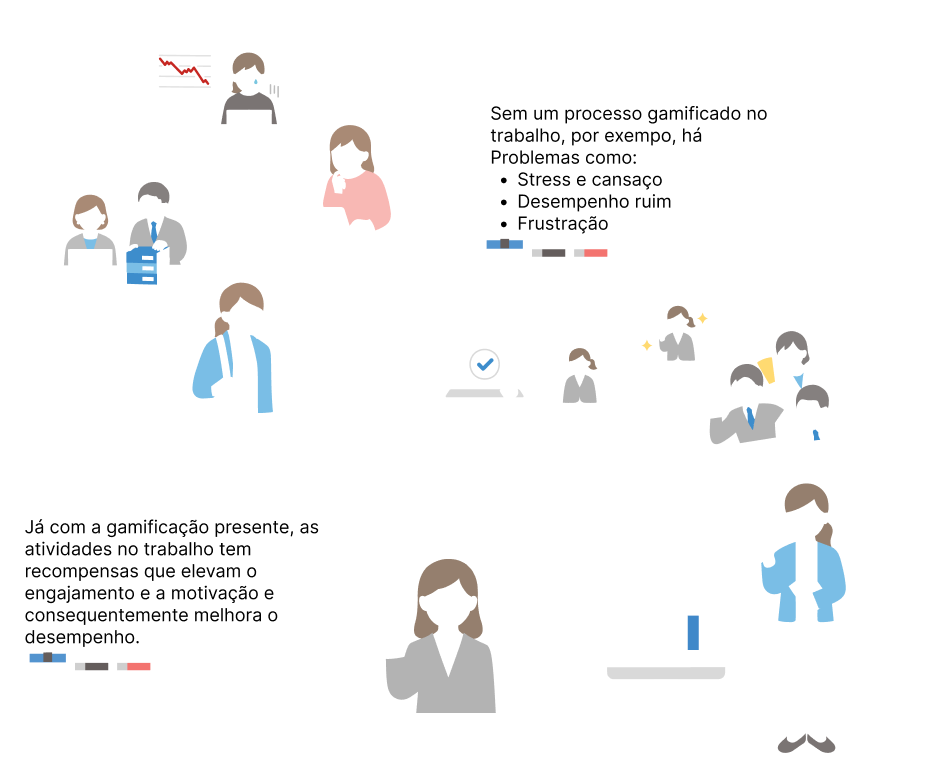 Sem um processo gamificado no
trabalho, por exempo, há
Problemas como:
• Stress e cansaço
• Desempenho ruim
• Frustração
Já com a gamificação presente, as
atividades no trabalho tem
recompensas que elevam o
engajamento e a motivação e
consequentemente melhora o
desempenho.